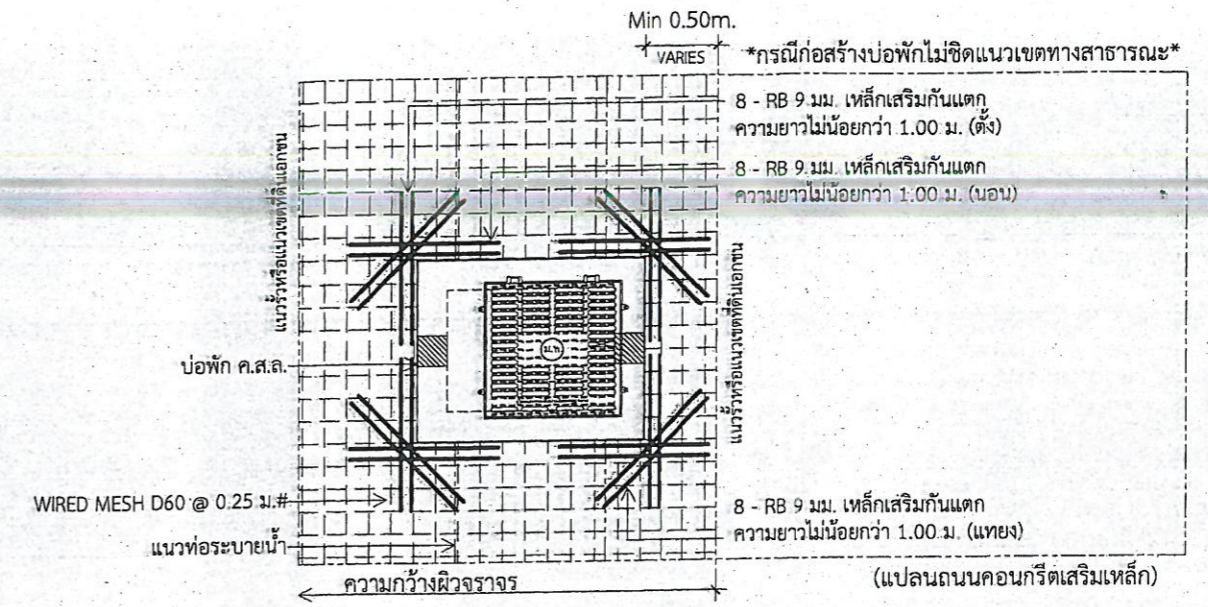 Min 0.50m.
VARIES
*กรณีก่อสร้างบ่อพักไม่ชิดแนวเขตทางสาธารณะ*
8 - RB 9 มม. เหล็กเสริมกันแตก
ความยาวไม่น้อยกว่า 1.00 ม. (ตั้ง)
8 - RB 9 มม. เหล็กเสริมกันแตก
ความยาวไม่น้อยกว่า 1.00 ม. (นอน)
แนวรั้วหรือแนวเขตที่ดินเอกชน
แนวรั้วหรือแนวเขตที่ดินเอกชน
บ่อพัก ค.ส.ล.
WIRED MESH D60 @ 0.25 ม.#
แนวท่อระบายน้ำ
8 - RB 9 มม. เหล็กเสริมกันแตก
ความยาวไม่น้อยกว่า 1.00 ม. (แทยง)
ความกว้างผิวจราจร
(แปลนถนนคอนกรีตเสริมเหล็ก)